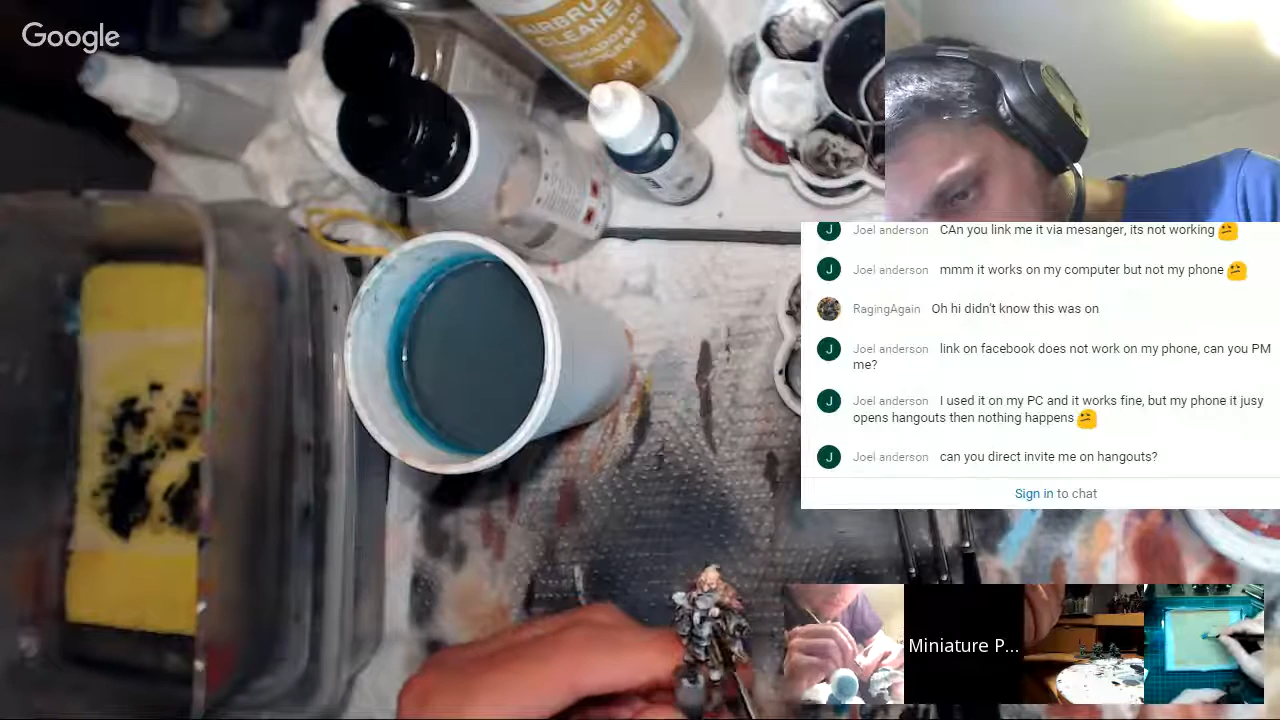 Google
AIRBRUSH
CLEANER
LIMPIADOR DE
AERÓGRAFO
Joel anderson CAn you link me it via mesanger, its not working
J
Joel anderson mmm it works on my computer but not my phone
J
RagingAgain Oh hi didn't know this was on
Joel anderson link on facebook does not work on my phone, can you PM
me?
J
Joel anderson I used it on my PC and it works fine, but my phone it jusy
opens hangouts then nothing happens
J
Joel anderson can you direct invite me on hangouts?
J
Sign in to chat
Miniature P...